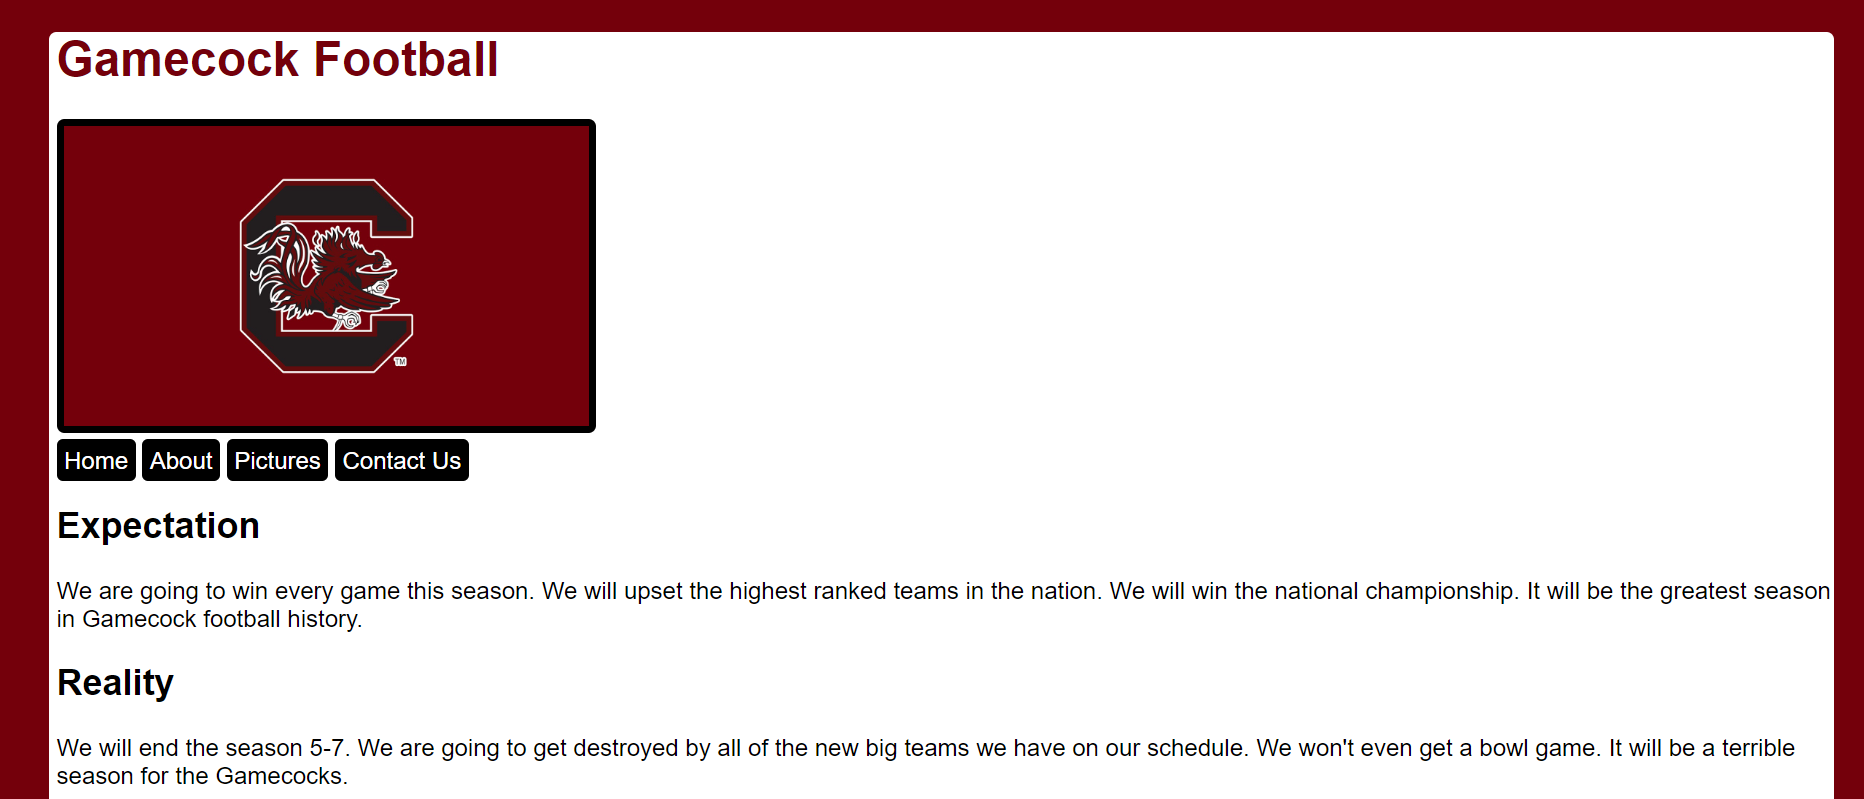 Gamecock Football
TM
Home About Pictures Contact Us
Expectation
We are going to win every game this season. We will upset the highest ranked teams in the nation. We will win the national championship. It will be the greatest season
in Gamecock football history.
Reality
We will end the season 5-7. We are going to get destroyed by all of the new big teams we have on our schedule. We won't even get a bowl game. It will be a terrible
season for the Gamecocks.